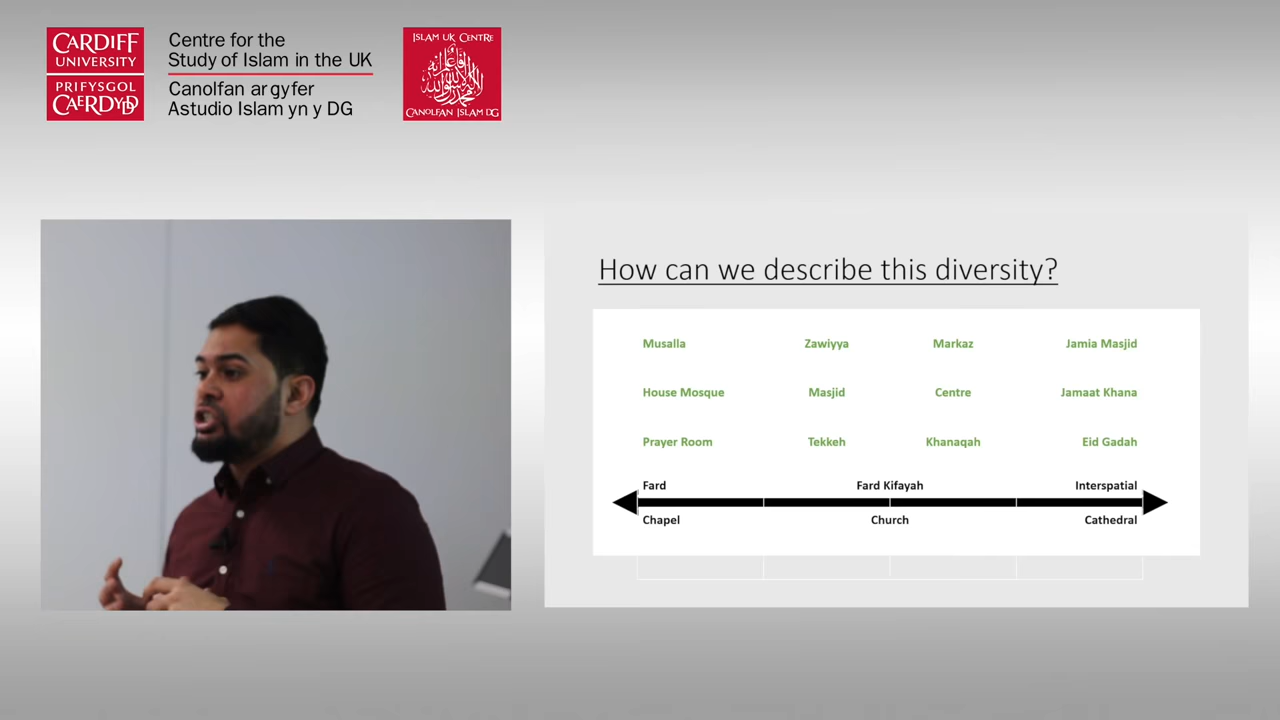 CARDIFF
UNIVERSITY
PRIFYSGOL
CAERDYDD
Centre for the
Study of Islam in the UK
Canolfan ar gyfer
Astudio Islam yn y DG
ISLAM UK CENTRE
CANOLFAN ISLAM DG
How can we describe this diversity?
Musalla Zawiyya Markaz Jamia Masjid
House Mosque Masjid Centre Jamaat Khana
Prayer Room Tekkeh Khanaqah Eid Gadah
Fard Fard Kifayah Interspatial
Chapel Church Cathedral